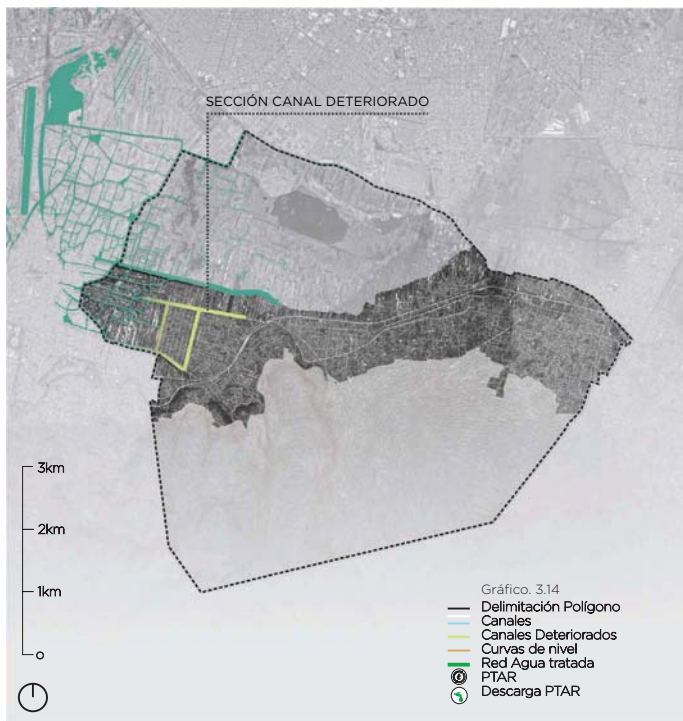 SECCIÓN CANAL DETERIORADO
3km
2km
1km
0
Gráfico. 3.14
Delimitación Polígono
Canales
Canales Deteriorados
Curvas de nivel
Red Agua tratada
PTAR
Descarga PTAR